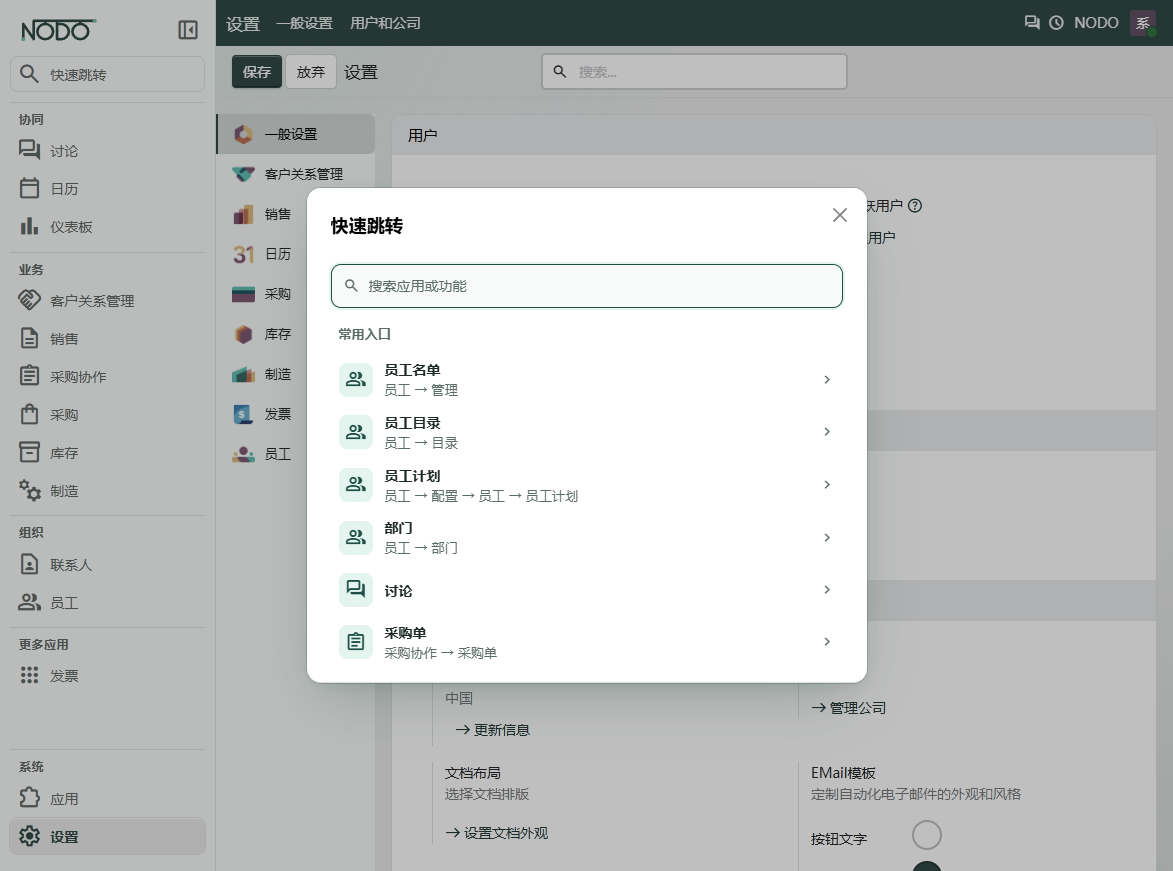 NODO
快速跳转
协同
讨论
日历
仪表板
业务
客户关系管理
销售
采购协作
采购
库存
制造
组织
联系人
员工
更多应用
发票
系统
应用
设置
设置 一般设置 用户和公司
NODO 系
保存 放弃 设置
搜索...
一般设置
客户关系管理
销售
31 日历
采购
库存
制造
发票
员工
用户
跃用户
用户
快速跳转
搜索应用或功能
常用入口
员工名单
员工 → 管理
员工目录
员工 → 目录
员工计划
员工 → 配置 → 员工 → 员工计划
部门
员工 → 部门
讨论
采购单
采购协作 → 采购单
中国
→ 更新信息
→ 管理公司
文档布局
选择文档排版
→ 设置文档外观
EMail模板
定制自动化电子邮件的外观和风格
按钮文字